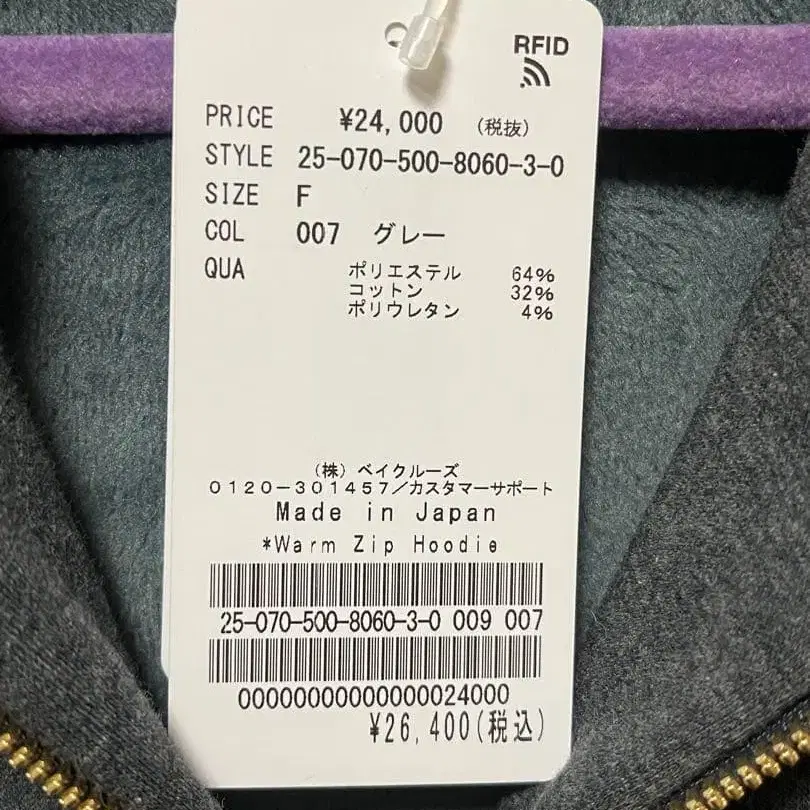 RFID
PRICE ¥24,000 (税抜)
STYLE 25-070-500-8060-3-0
SIZE F
COL 007 グレー
QUA ポリエステル 64%
コットン 32%
ポリウレタン 4%
(株)ベイクルーズ
0120-301457/カスタマーサポート
Made in Japan
*Warm Zip Hoodie
25-070-500-8060-3-0 009 007
00000000000000024000
¥26,400(税込)